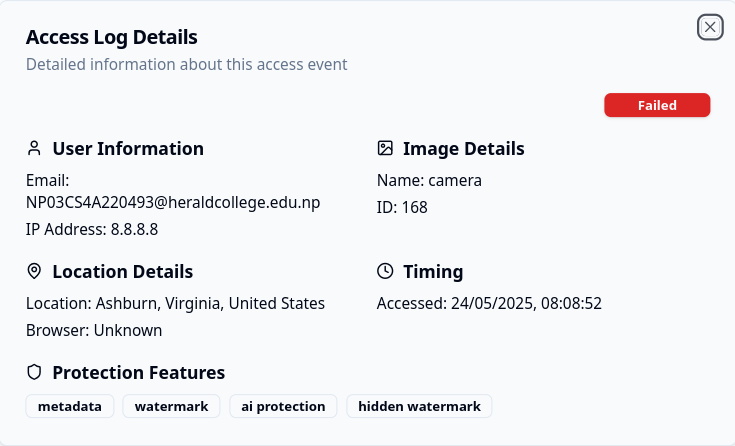 Access Log Details
Detailed information about this access event
Failed
User Information
Email:
NP03CS4A220493@heraldcollege.edu.np
IP Address: 8.8.8.8
Image Details
Name: camera
ID: 168
Location Details
Location: Ashburn, Virginia, United States
Browser: Unknown
Timing
Accessed: 24/05/2025, 08:08:52
Protection Features
metadata watermark ai protection hidden watermark